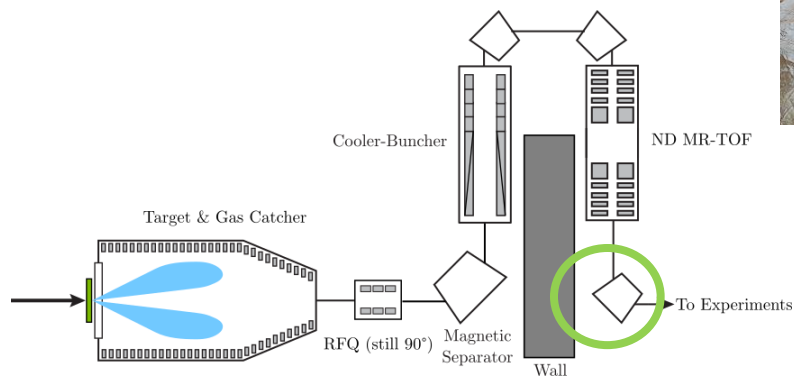 Cooler-Buncher
ND MR-TOF
Target & Gas Catcher
To Experiments
RFQ (still 90°)
Magnetic
Separator
Wall